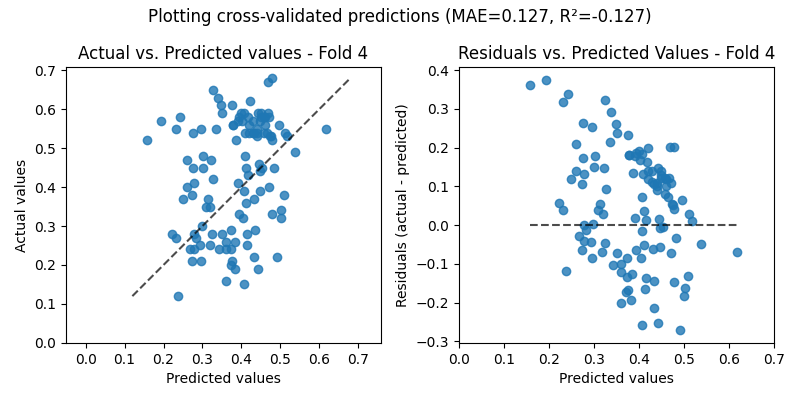 Plotting cross-validated predictions (MAE=0.127, R²=-0.127)
Actual vs. Predicted values - Fold 4
Actual values
0.7
0.6
0.5
0.4
0.3
0.2
0.1
0.0
0.0 0.1 0.2 0.3 0.4 0.5 0.6 0.7
Predicted values
Residuals vs. Predicted Values - Fold 4
Residuals (actual - predicted)
0.4
0.3
0.2
0.1
0.0
−0.1
−0.2
−0.3
0.0 0.1 0.2 0.3 0.4 0.5 0.6 0.7
Predicted values